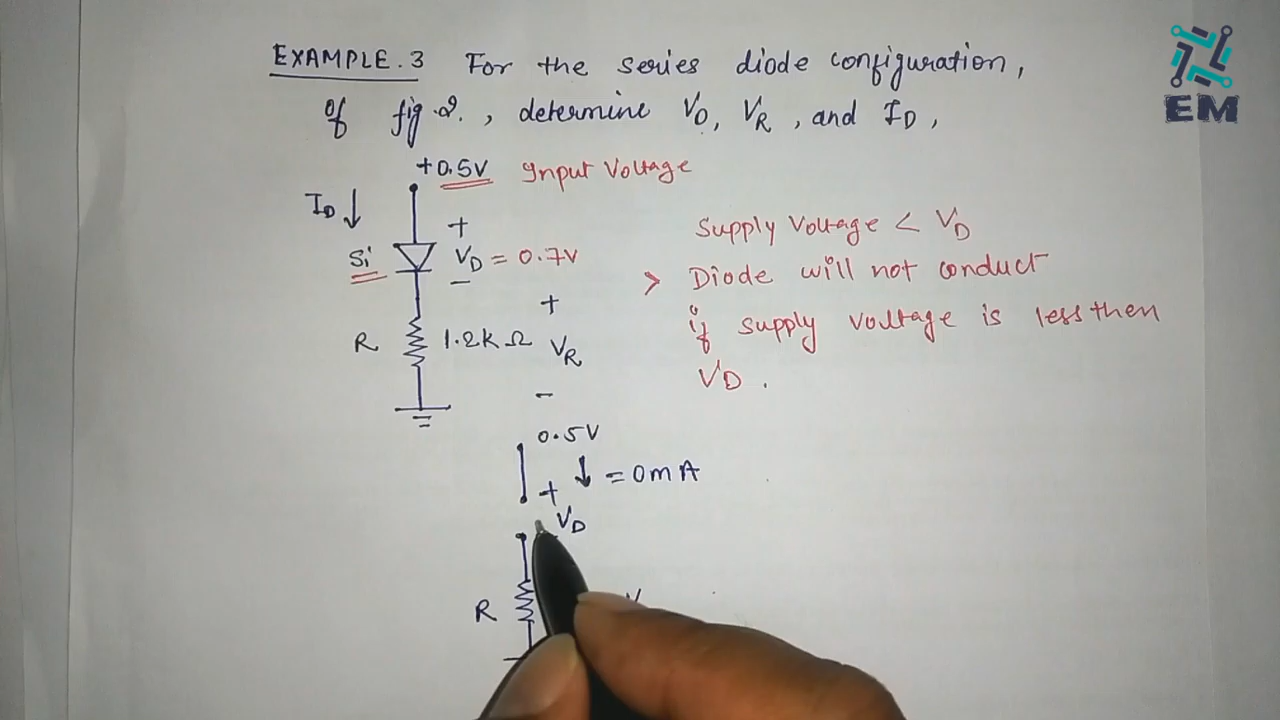 EXAMPLE.3 For the series diode configuration,
of fig 2. , determine VD, VR, and ID,
+0.5V Input Voltage
ID
+
Si VD = 0.7V
-
+
R 1.2kΩ VR
-
Supply Voltage < VD
> Diode will not conduct
if supply voltage is less then
VD .
0.5V
= 0mA
+
VD
R
EM